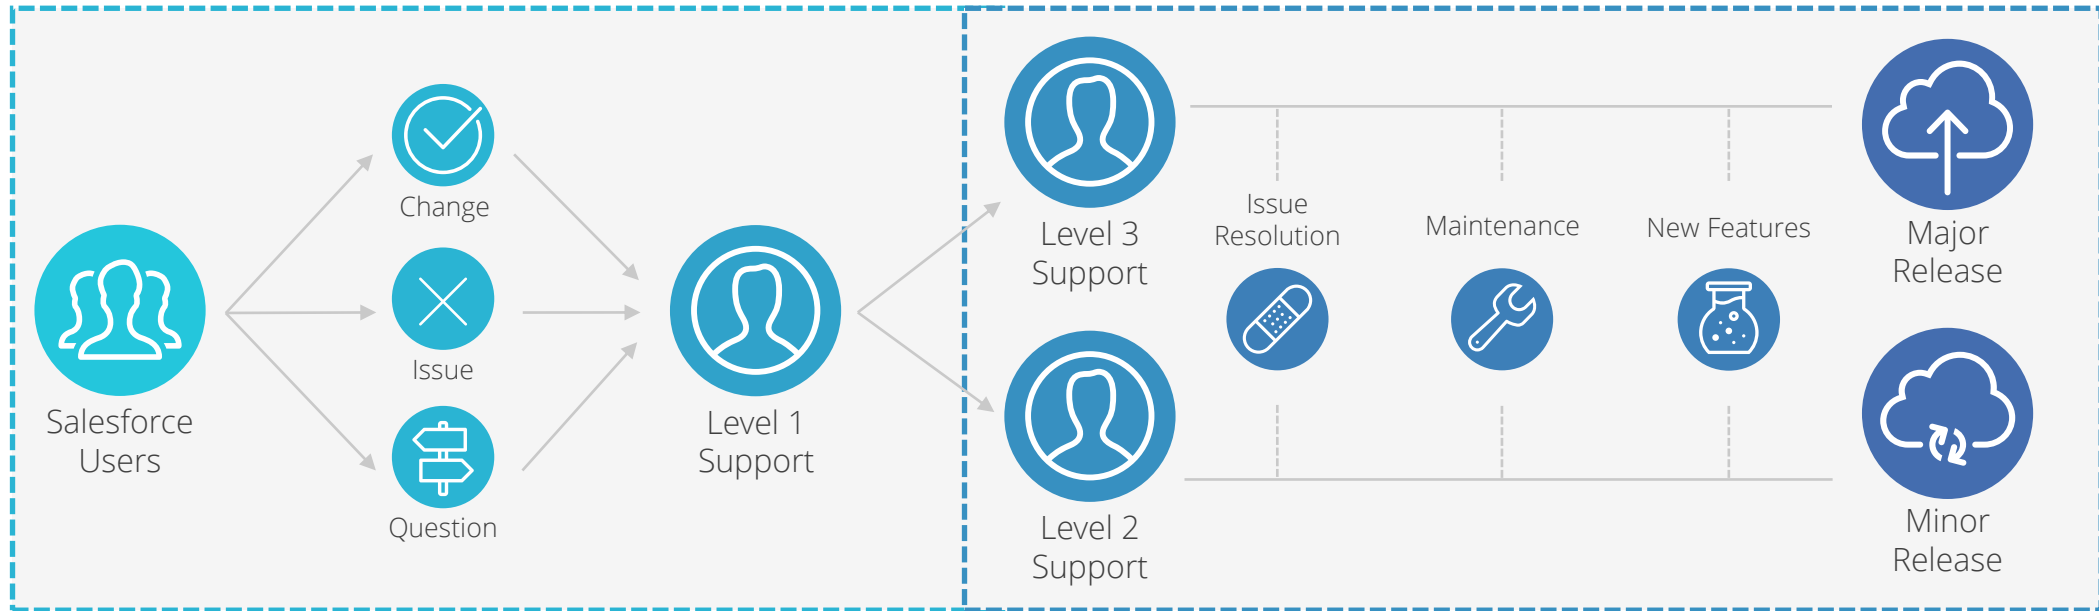 Salesforce
Users
Change
Issue
Question
Level 1
Support
Level 3
Support
Level 2
Support
Issue
Resolution
Maintenance
New Features
Major
Release
Minor
Release